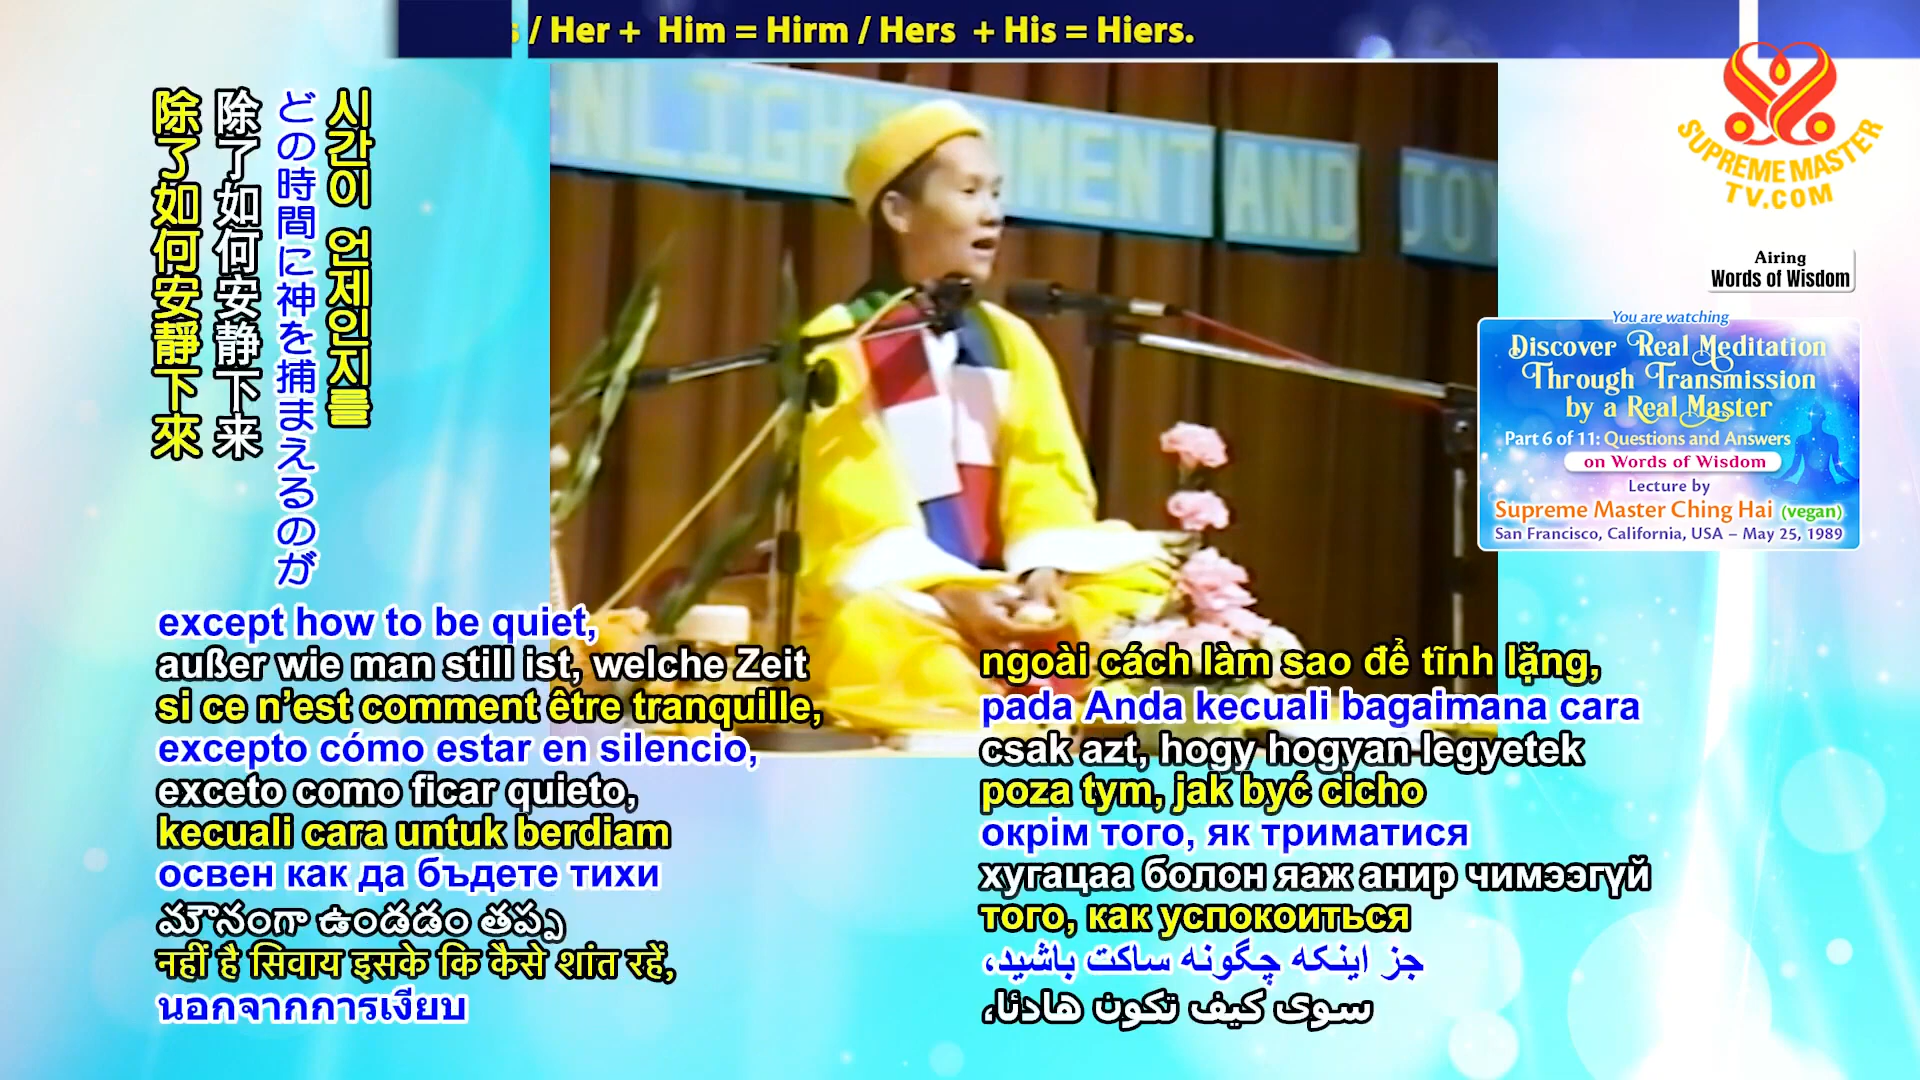 / Her + Him = Hirm / Hers + His = Hiers.
ENLIGHTENMENT AND JOY
SUPREME MASTER
TV.COM
Airing
Words of Wisdom
You are watching
Discover Real Meditation
Through Transmission
by a Real Master
Part 6 of 11: Questions and Answers
on Words of Wisdom
Lecture by
Supreme Master Ching Hai (vegan)
San Francisco, California, USA – May 25, 1989
시간이 언제인지를
どの時間に神を捕まえるのが
除了如何安静下来
除了如何安靜下來
except how to be quiet,
außer wie man still ist, welche Zeit
si ce n’est comment être tranquille,
excepto cómo estar en silencio,
exceto como ficar quieto,
kecuali cara untuk berdiam
освен как да бъдете тихи
మౌనంగా ఉండడం తప్ప
नहीं है सिवाय इसके कि कैसे शांत रहें,
นอกจากการเงียบ
ngoài cách làm sao để tĩnh lặng,
pada Anda kecuali bagaimana cara
csak azt, hogy hogyan legyetek
poza tym, jak być cicho
окрім того, як триматися
хугацаа болон яаж анир чимээгүй
того, как успокоиться
جز اینکه چگونه ساکت باشید،
سوى كيف تكون هادئا،